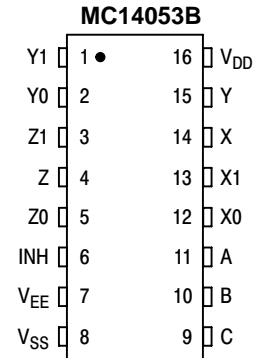 MC14053B
Y1 1 16 VDD
Y0 2 15 Y
Z1 3 14 X
Z 4 13 X1
Z0 5 12 X0
INH 6 11 A
VEE 7 10 B
VSS 8 9 C